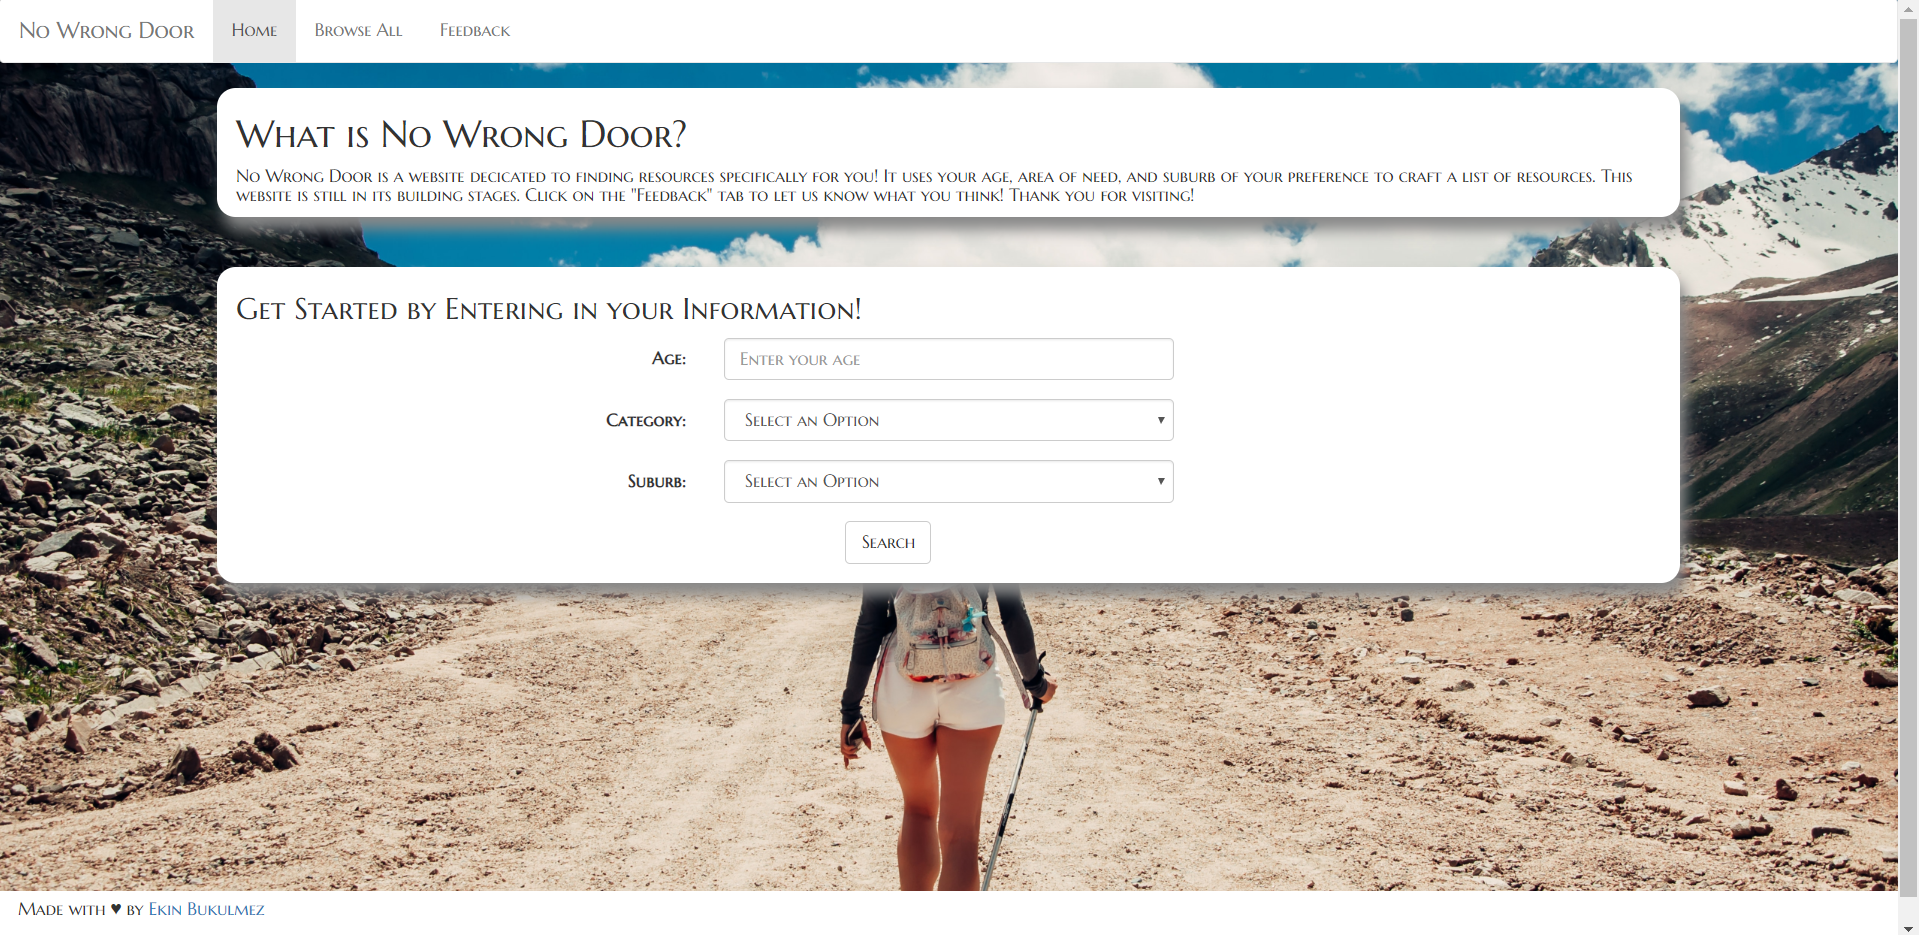 No Wrong Door Home Browse All Feedback
What is No Wrong Door?
No Wrong Door is a website decicated to finding resources specifically for you! It uses your age, area of need, and suburb of your preference to craft a list of resources. This
website is still in its building stages. Click on the "Feedback" tab to let us know what you think! Thank you for visiting!
Get Started by Entering in your Information!
Age: Enter your age
Category: Select an Option
Suburb: Select an Option
Search
Made with ♥ by Ekin Bukulmez